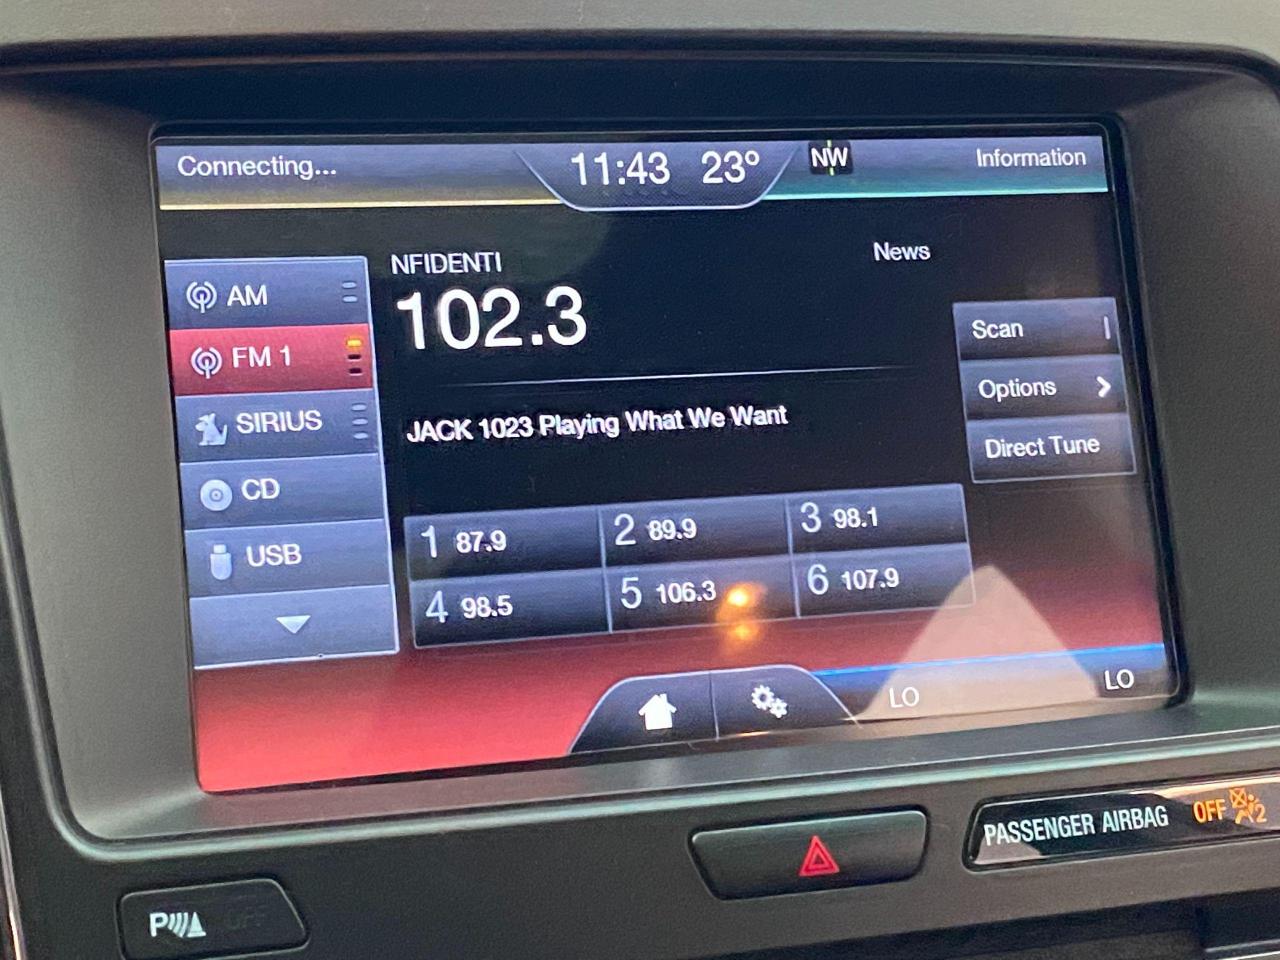 Connecting... 11:43 23° NW Information
NFIDENTI News
102.3
AM
FM 1
SIRIUS
CD
USB
Scan
Options
Direct Tune
JACK 1023 Playing What We Want
1 87.9 2 89.9 3 98.1
4 98.5 5 106.3 6 107.9
LO LO
PASSENGER AIRBAG OFF 2
P OFF